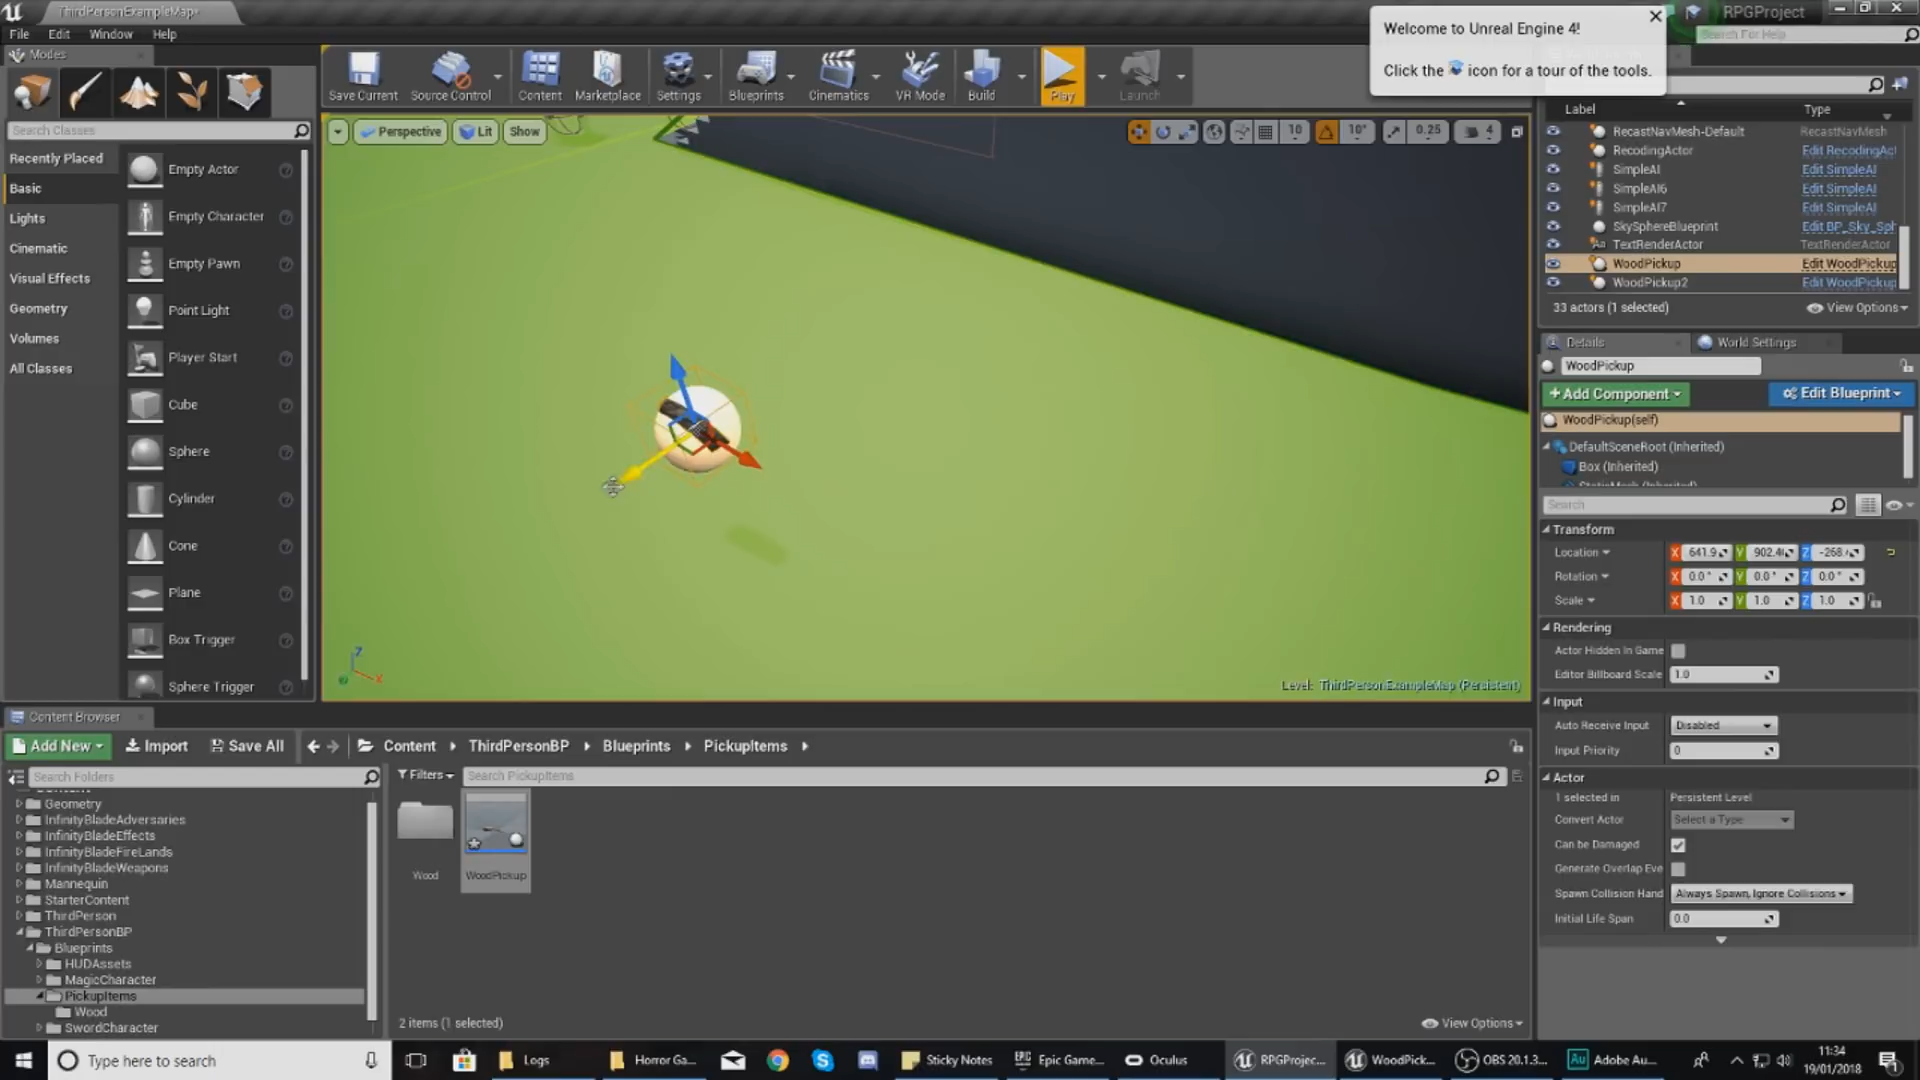 ThirdPersonExampleMap*
RPGProject
File Edit Window Help
Search For Help
Welcome to Unreal Engine 4!
Click the icon for a tour of the tools.
Modes
Save Current Source Control Content Marketplace Settings Blueprints Cinematics VR Mode Build Play Launch
Search Classes
Recently Placed
Basic
Lights
Cinematic
Visual Effects
Geometry
Volumes
All Classes
Empty Actor
Empty Character
Empty Pawn
Point Light
Player Start
Cube
Sphere
Cylinder
Cone
Plane
Box Trigger
Sphere Trigger
Perspective Lit Show
10 10° 0.25 4
Level: ThirdPersonExampleMap (Persistent)
Label Type
RecastNavMesh-Default RecastNavMesh
RecodingActor Edit RecodingAct
SimpleAI Edit SimpleAI
SimpleAI6 Edit SimpleAI
SimpleAI7 Edit SimpleAI
SkySphereBlueprint Edit BP_Sky_Sph
TextRenderActor TextRenderActor
WoodPickup Edit WoodPickup
WoodPickup2 Edit WoodPickup
33 actors (1 selected) View Options
Details World Settings
WoodPickup
+Add Component Edit Blueprint
WoodPickup(self)
DefaultSceneRoot (Inherited)
Box (Inherited)
StaticMesh (Inherited)
Search
Transform
Location X 641.9 Y 902.4 Z -268.
Rotation X 0.0° Y 0.0° Z 0.0°
Scale X 1.0 Y 1.0 Z 1.0
Rendering
Actor Hidden In Game
Editor Billboard Scale 1.0
Input
Auto Receive Input Disabled
Input Priority 0
Actor
1 selected in Persistent Level
Convert Actor Select a Type
Can be Damaged
Generate Overlap Eve
Spawn Collision Hand Always Spawn, Ignore Collisions
Initial Life Span 0.0
Content Browser
Add New Import Save All Content ThirdPersonBP Blueprints PickupItems
Search Folders
Filters Search PickupItems
Geometry
InfinityBladeAdversaries
InfinityBladeEffects
InfinityBladeFireLands
InfinityBladeWeapons
Mannequin
StarterContent
ThirdPerson
ThirdPersonBP
Blueprints
HUDAssets
MagicCharacter
PickupItems
Wood
SwordCharacter
Wood WoodPickup
2 items (1 selected) View Options
Type here to search
Logs Horror Ga... Sticky Notes Epic Game... Oculus RPGProjec... WoodPick... OBS 20.1.3... Adobe Au...
11:34
19/01/2018